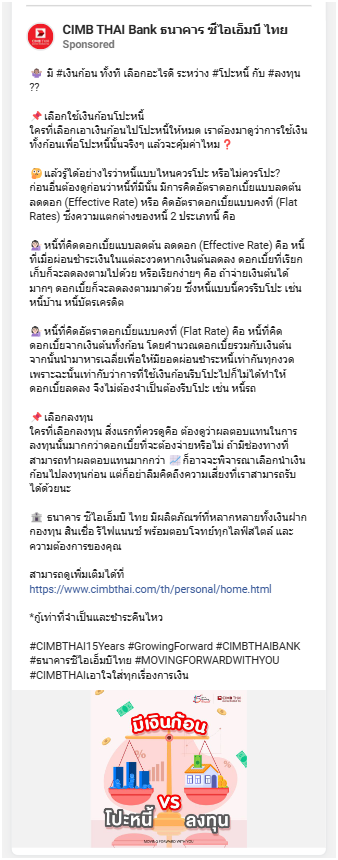 CIMB THAI Bank ธนาคาร ซีไอเอ็มบี ไทย
Sponsored
🤷🏻‍♀️ มี #เงินก้อน ทั้งที เลือกอะไรดี ระหว่าง #โปะหนี้ กับ #ลงทุน
??
📌 เลือกใช้เงินก้อนโปะหนี้
ใครที่เลือกเอาเงินก้อนไปโปะหนี้ให้หมด เราต้องมาดูว่าการใช้เงิน
ทั้งก้อนเพื่อโปะหนี้นั้นจริงๆ แล้วจะคุ้มค่าไหม❓
🤔 แล้วรู้ได้อย่างไรว่าหนี้แบบไหนควรโปะ หรือไม่ควรโปะ?
ก่อนอื่นต้องดูก่อนว่าหนี้ที่มีนั้น มีการคิดอัตราดอกเบี้ยแบบลดต้น
ลดดอก (Effective Rate) หรือ คิดอัตราดอกเบี้ยแบบคงที่ (Flat
Rates) ซึ่งความแตกต่างของหนี้ 2 ประเภทนี้ คือ
💁🏻‍♀️ หนี้ที่คิดดอกเบี้ยแบบลดต้น ลดดอก (Effective Rate) คือ หนี้
ที่เมื่อผ่อนชำระเงินในแต่ละงวดหากเงินต้นลดลง ดอกเบี้ยที่เรียก
เก็บก็จะลดลงตามไปด้วย หรือเรียกง่ายๆ คือ ถ้าจ่ายเงินต้นได้
มากๆ ดอกเบี้ยก็จะลดลงตามมาด้วย ซึ่งหนี้แบบนี้ควรรีบโปะ เช่น
หนี้บ้าน หนี้บัตรเครดิต
💁🏻‍♀️ หนี้ที่คิดอัตราดอกเบี้ยแบบคงที่ (Flat Rate) คือ หนี้ที่คิด
ดอกเบี้ยจากเงินต้นทั้งก้อน โดยคำนวณดอกเบี้ยรวมกับเงินต้น
จากนั้นนำมาหารเฉลี่ยเพื่อให้มียอดผ่อนชำระหนี้เท่ากันทุกงวด
เพราะฉะนั้นเท่ากับว่าการที่ใช้เงินก้อนรีบโปะไปก็ไม่ได้ทำให้
ดอกเบี้ยลดลง จึงไม่ต้องจำเป็นต้องรีบโปะ เช่น หนี้รถ
📌 เลือกลงทุน
ใครที่เลือกลงทุน สิ่งแรกที่ควรดูคือ ต้องดูว่าผลตอบแทนในการ
ลงทุนนั้นมากกว่าดอกเบี้ยที่จะต้องจ่ายหรือไม่ ถ้ามีช่องทางที่
สามารถทำผลตอบแทนมากกว่า 📈 ก็อาจจะพิจารณาเลือกนำเงิน
ก้อนไปลงทุนก่อน แต่ก็อย่าลืมคิดถึงความเสี่ยงที่เราสามารถรับ
ได้ด้วยนะ
🏦 ธนาคาร ซีไอเอ็มบี ไทย มีผลิตภัณฑ์ที่หลากหลายทั้งเงินฝาก
กองทุน สินเชื่อ รีไฟแนนซ์ พร้อมตอบโจทย์ทุกไลฟ์สไตล์ และ
ความต้องการของคุณ
สามารถดูเพิ่มเติมได้ที่
https://www.cimbthai.com/th/personal/home.html
*กู้เท่าที่จำเป็นและชำระคืนไหว
#CIMBTHAI15Years #GrowingForward #CIMBTHAIBANK
#ธนาคารซีไอเอ็มบีไทย #MOVINGFORWARDWITHYOU
#CIMBTHAIเอาใจใส่ทุกเรื่องการเงิน
CIMB THAI
มีเงินก้อน
VS
โปะหนี้ ลงทุน
MOVING FORWARD WITH YOU